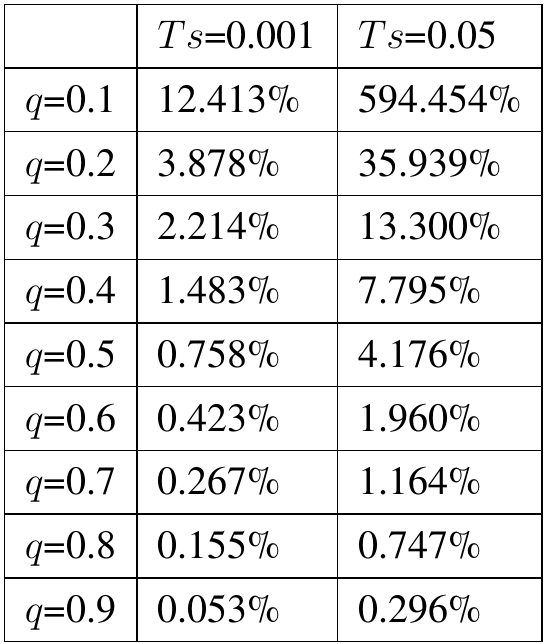 Ts=0.001 Ts=0.05
q=0.1 12.413% 594.454%
q=0.2 3.878% 35.939%
q=0.3 2.214% 13.300%
q=0.4 1.483% 7.795%
q=0.5 0.758% 4.176%
q=0.6 0.423% 1.960%
q=0.7 0.267% 1.164%
q=0.8 0.155% 0.747%
q=0.9 0.053% 0.296%